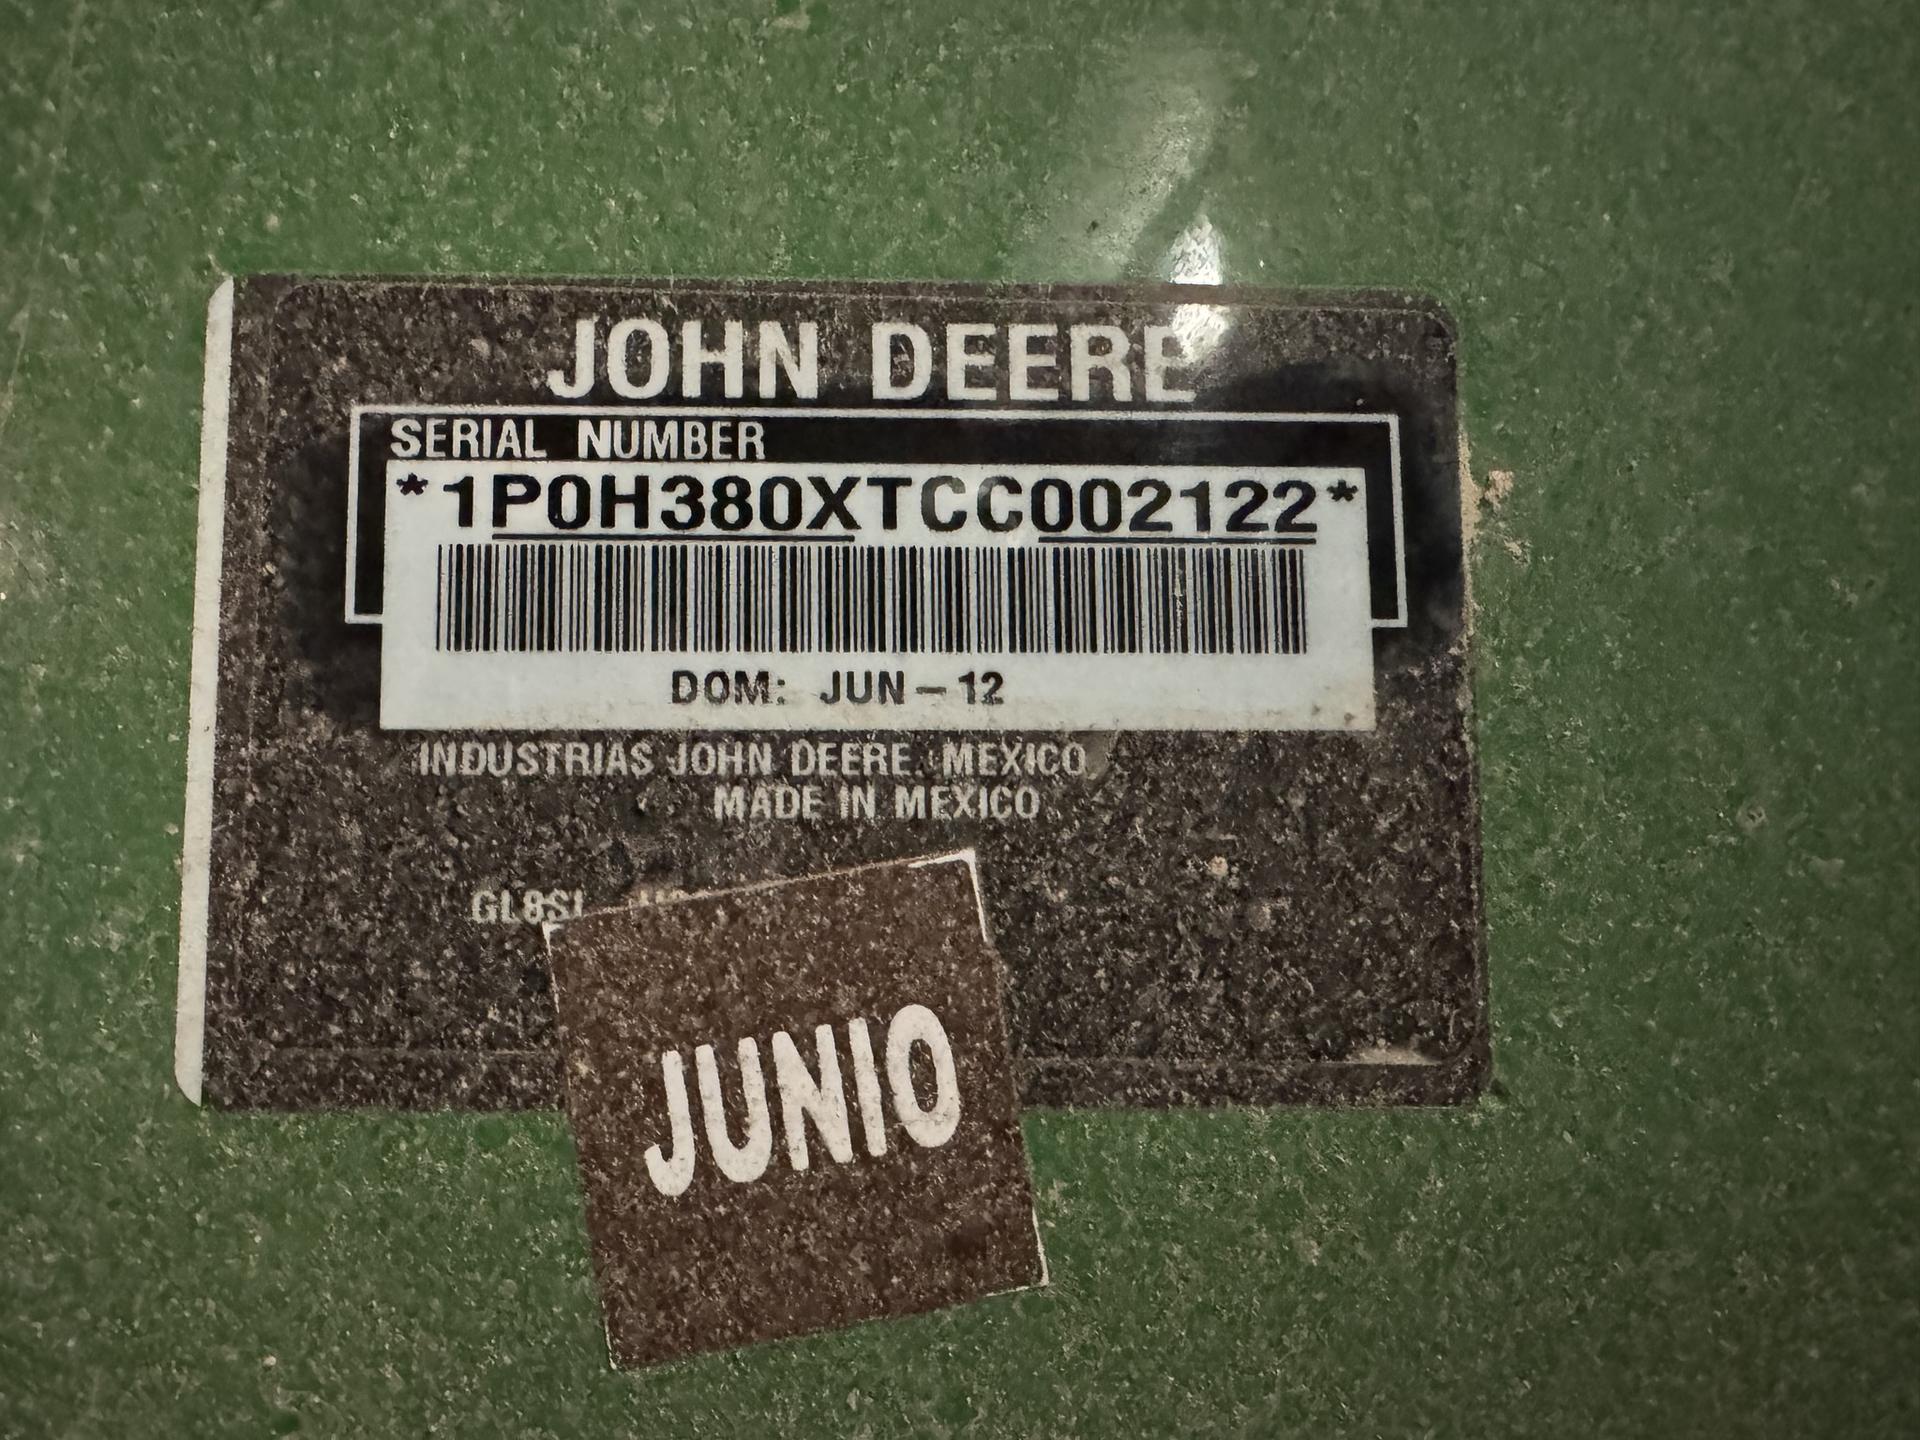 JOHN DEERE
SERIAL NUMBER
*1P0H380XTCC002122*
DOM: JUN-12
INDUSTRIAS JOHN DEERE, MEXICO
MADE IN MEXICO
JUNIO